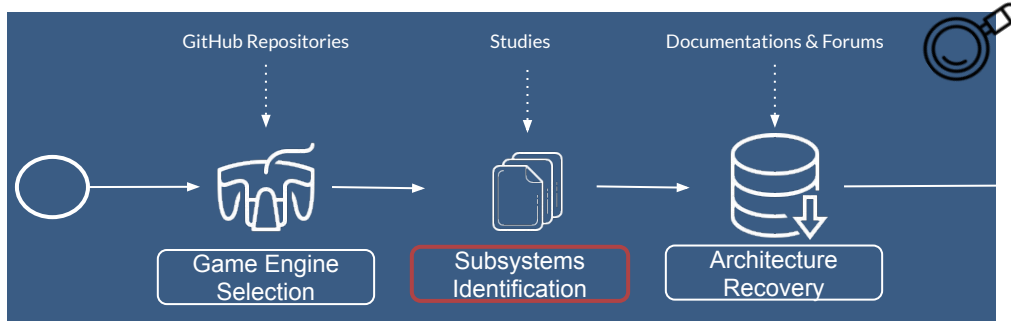 GitHub Repositories
Studies
Documentations & Forums
Game Engine
Selection
Subsystems
Identification
Architecture
Recovery